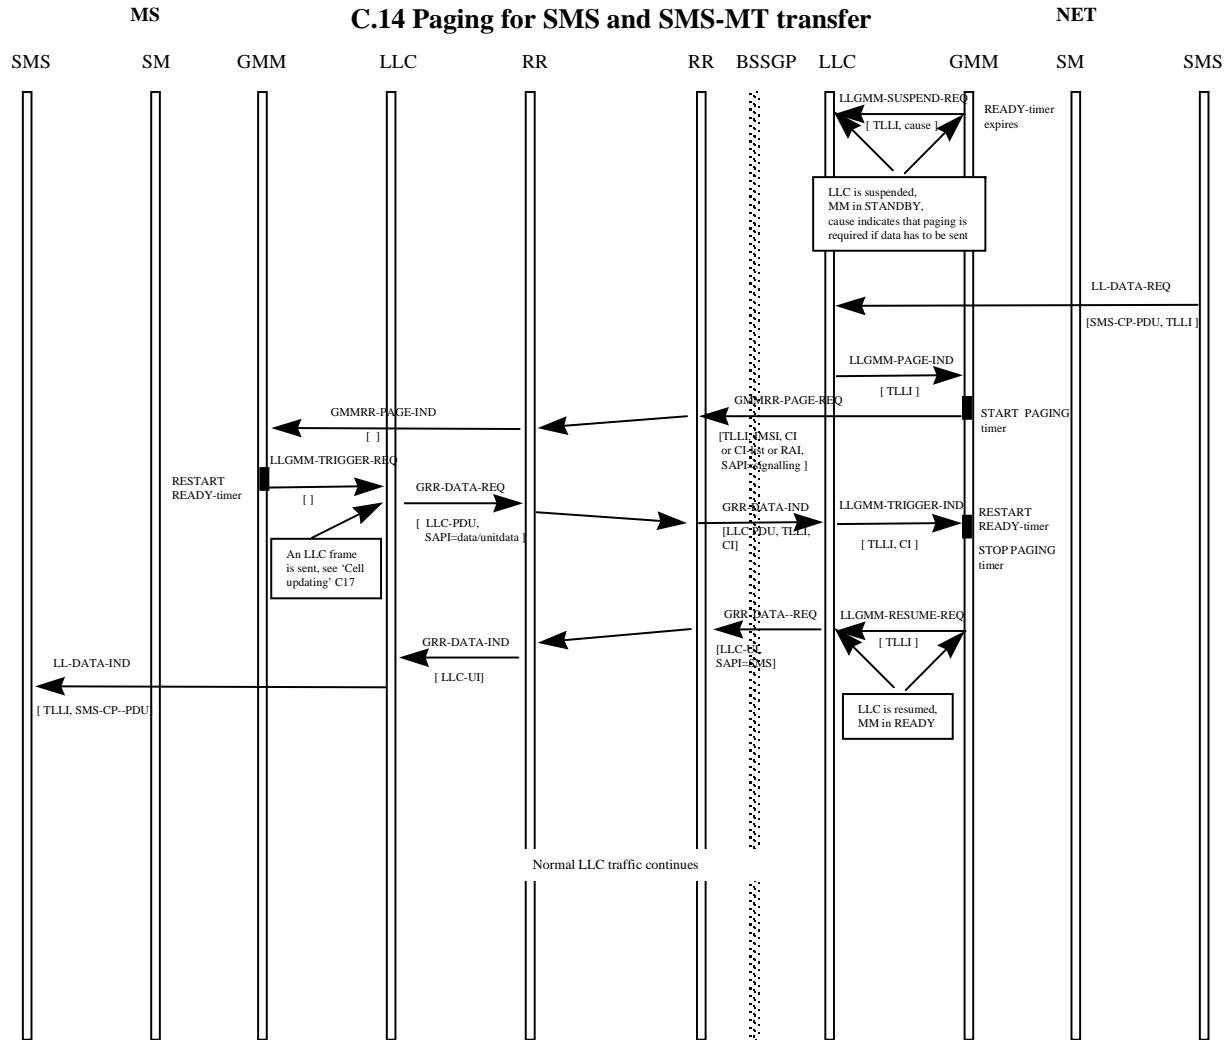 MS
C.14 Paging for SMS and SMS-MT transfer
NET
SMS SM GMM LLC RR RR BSSGP LLC GMM SM SMS
LLGMM-SUSPEND-REQ
[ TLLI, cause ]
READY-timer
expires
LLC is suspended,
MM in STANDBY,
cause indicates that paging is
required if data has to be sent
LL-DATA-REQ
[SMS-CP-PDU, TLLI ]
LLGMM-PAGE-IND
[ TLLI ]
GMMRR-PAGE-REQ
START PAGING
timer
GMMRR-PAGE-IND
[ ]
[TLLI, IMSI, CI
or CI-list or RAI,
SAPI=signalling ]
LLGMM-TRIGGER-REQ
[ ]
RESTART
READY-timer
GRR-DATA-REQ
[ LLC-PDU,
SAPI=data/unitdata ]
GRR-DATA-IND
[LLC-PDU, TLLI,
CI]
LLGMM-TRIGGER-IND
[ TLLI, CI ]
RESTART
READY-timer
STOP PAGING
timer
An LLC frame
is sent, see ‘Cell
updating’ C17
GRR-DATA--REQ
[LLC-UI,
SAPI=SMS]
LLGMM-RESUME-REQ
[ TLLI ]
GRR-DATA-IND
[ LLC-UI]
LL-DATA-IND
[ TLLI, SMS-CP--PDU]
LLC is resumed,
MM in READY
Normal LLC traffic continues